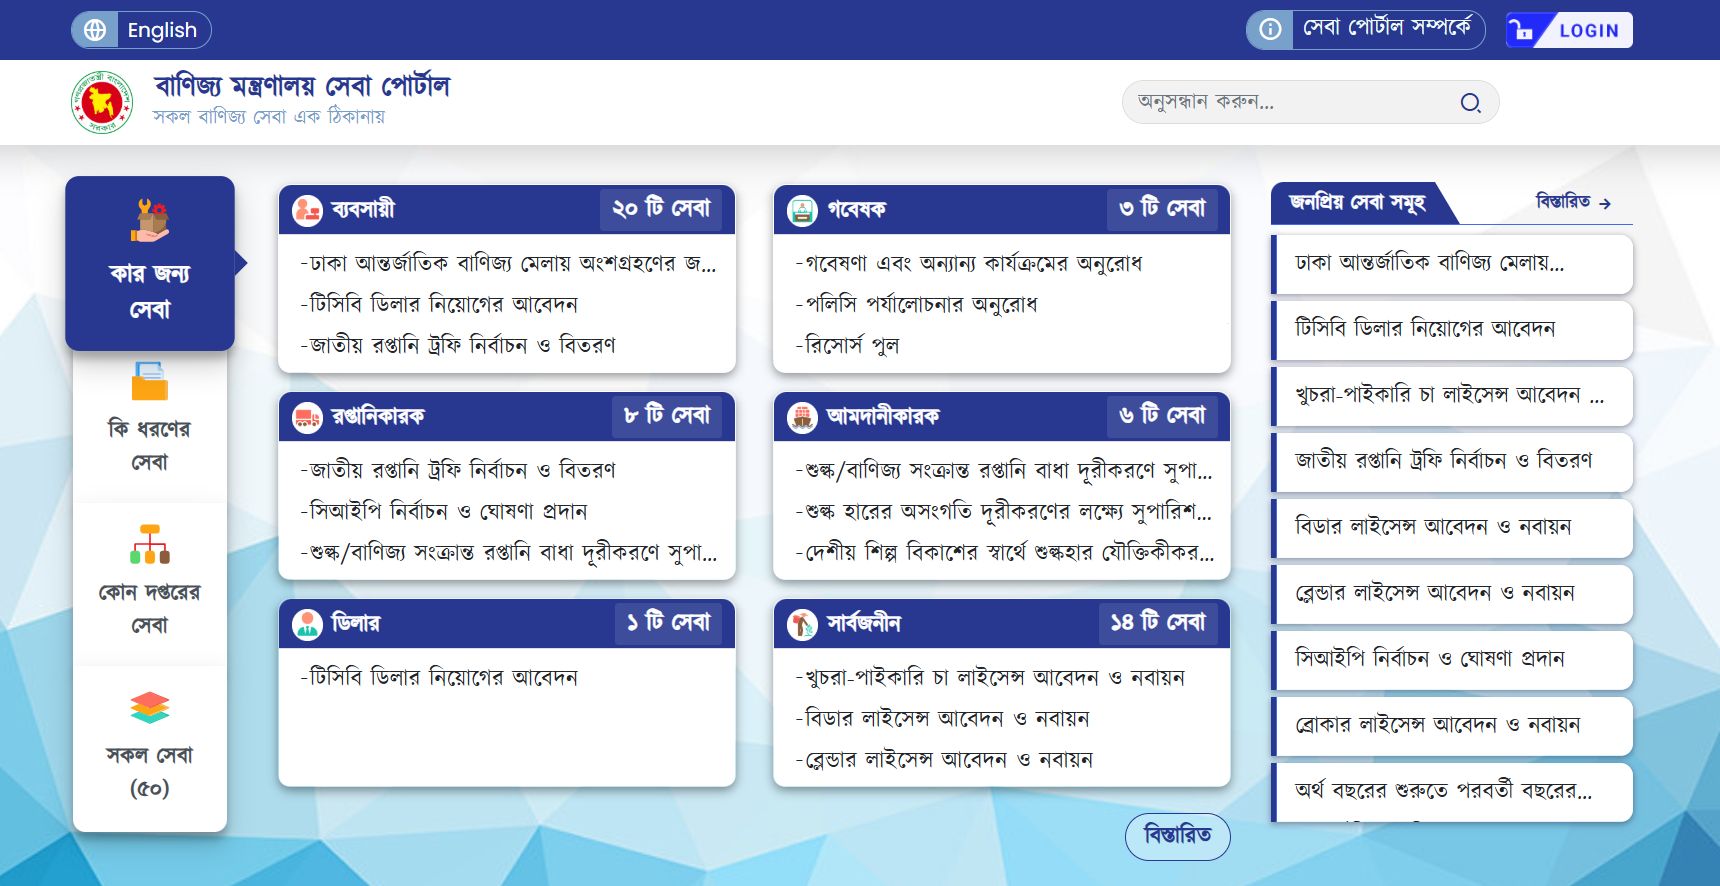 English
সেবা পোর্টাল সম্পর্কে
LOGIN
বাণিজ্য মন্ত্রণালয় সেবা পোর্টাল
সকল বাণিজ্য সেবা এক ঠিকানায়
অনুসন্ধান করুন...
কার জন্য
সেবা
কি ধরণের
সেবা
কোন দপ্তরের
সেবা
সকল সেবা
(৫০)
ব্যবসায়ী
২০ টি সেবা
-ঢাকা আন্তর্জাতিক বাণিজ্য মেলায় অংশগ্রহণের জ...
-টিসিবি ডিলার নিয়োগের আবেদন
-জাতীয় রপ্তানি ট্রফি নির্বাচন ও বিতরণ
গবেষক
৩ টি সেবা
-গবেষণা এবং অন্যান্য কার্যক্রমের অনুরোধ
-পলিসি পর্যালোচনার অনুরোধ
-রিসোর্স পুল
রপ্তানিকারক
৮ টি সেবা
-জাতীয় রপ্তানি ট্রফি নির্বাচন ও বিতরণ
-সিআইপি নির্বাচন ও ঘোষণা প্রদান
-শুল্ক/বাণিজ্য সংক্রান্ত রপ্তানি বাধা দূরীকরণে সুপা...
আমদানীকারক
৬ টি সেবা
-শুল্ক/বাণিজ্য সংক্রান্ত রপ্তানি বাধা দূরীকরণে সুপা...
-শুল্ক হারের অসংগতি দূরীকরণের লক্ষ্যে সুপারিশ...
-দেশীয় শিল্প বিকাশের স্বার্থে শুল্কহার যৌক্তিকীকর...
ডিলার
১ টি সেবা
-টিসিবি ডিলার নিয়োগের আবেদন
সার্বজনীন
১৪ টি সেবা
-খুচরা-পাইকারি চা লাইসেন্স আবেদন ও নবায়ন
-বিডার লাইসেন্স আবেদন ও নবায়ন
-ব্লেন্ডার লাইসেন্স আবেদন ও নবায়ন
বিস্তারিত
জনপ্রিয় সেবা সমূহ
বিস্তারিত →
ঢাকা আন্তর্জাতিক বাণিজ্য মেলায়...
টিসিবি ডিলার নিয়োগের আবেদন
খুচরা-পাইকারি চা লাইসেন্স আবেদন ...
জাতীয় রপ্তানি ট্রফি নির্বাচন ও বিতরণ
বিডার লাইসেন্স আবেদন ও নবায়ন
ব্লেন্ডার লাইসেন্স আবেদন ও নবায়ন
সিআইপি নির্বাচন ও ঘোষণা প্রদান
ব্রোকার লাইসেন্স আবেদন ও নবায়ন
অর্থ বছরের শুরুতে পরবর্তী বছরের...